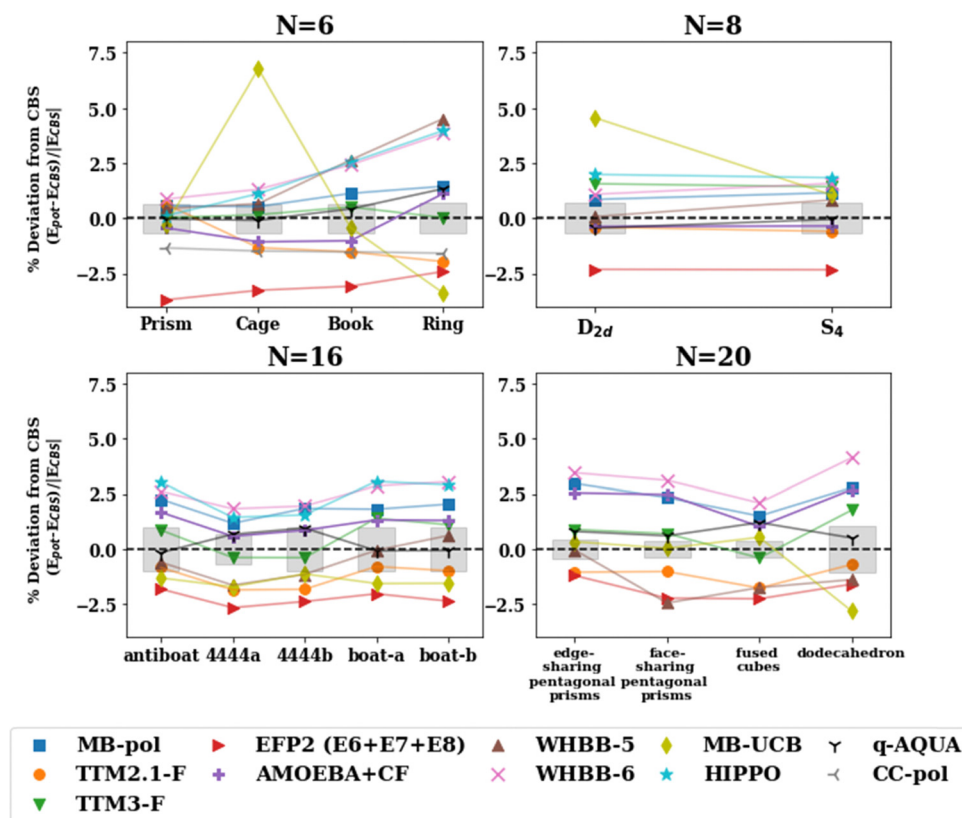 N=6
N=8
% Deviation from CBS
(Epot-ECBS)/|ECBS|
7.5
5.0
2.5
0.0
−2.5
Prism Cage Book Ring
7.5
5.0
2.5
0.0
−2.5
D2d S4
N=16
N=20
% Deviation from CBS
(Epot-ECBS)/|ECBS|
7.5
5.0
2.5
0.0
−2.5
antiboat 4444a 4444b boat-a boat-b
7.5
5.0
2.5
0.0
−2.5
edge-
sharing
pentagonal
prisms
face-
sharing
pentagonal
prisms
fused
cubes
dodecahedron
MB-pol EFP2 (E6+E7+E8) WHBB-5 MB-UCB q-AQUA
TTM2.1-F AMOEBA+CF WHBB-6 HIPPO CC-pol
TTM3-F